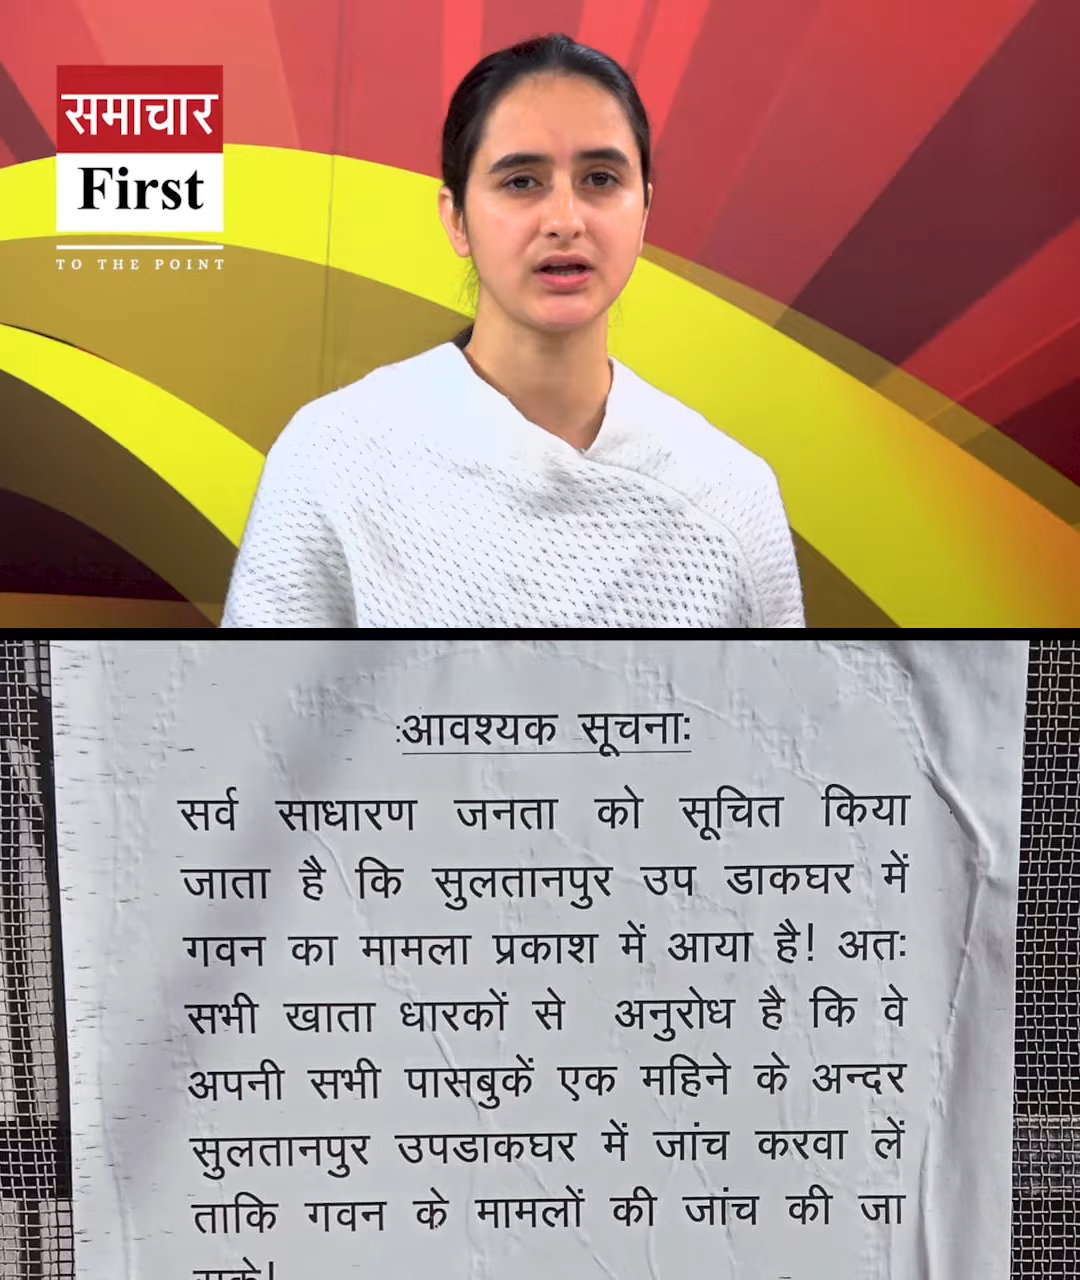 समाचार
First
TO THE POINT
:आवश्यक सूचनाः
सर्व साधारण जनता को सूचित किया
जाता है कि सुलतानपुर उप डाकघर में
गवन का मामला प्रकाश में आया है! अतः
सभी खाता धारकों से अनुरोध है कि वे
अपनी सभी पासबुकें एक महिने के अन्दर
सुलतानपुर उपडाकघर में जांच करवा लें
ताकि गवन के मामलों की जांच की जा